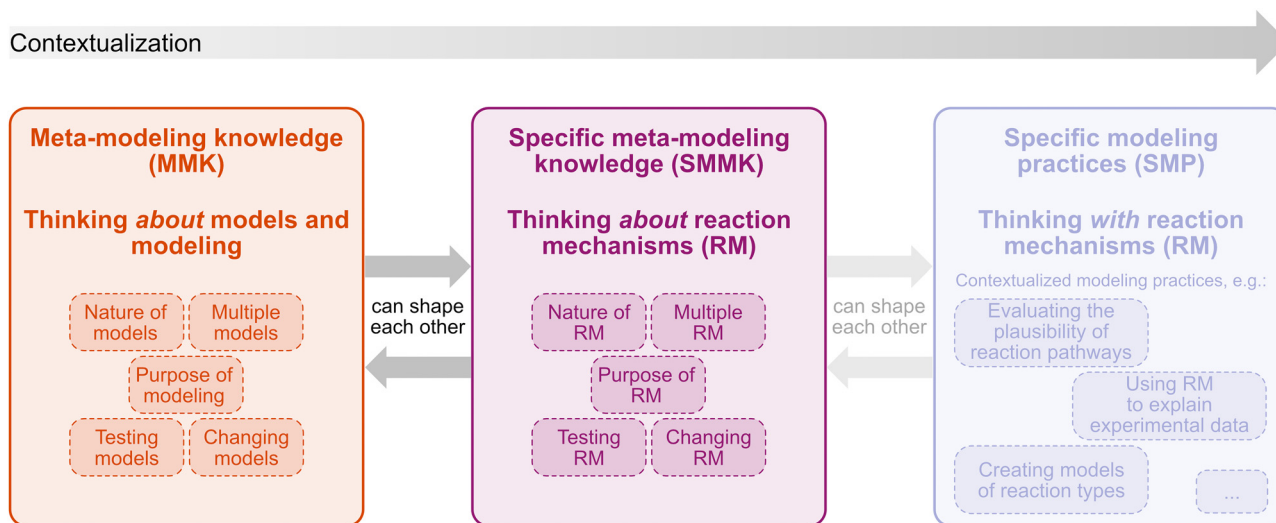 Contextualization
Meta-modeling knowledge
(MMK)
Thinking about models and
modeling
Nature of
models
Multiple
models
Purpose of
modeling
Testing
models
Changing
models
can shape
each other
Specific meta-modeling
knowledge (SMMK)
Thinking about reaction
mechanisms (RM)
Nature of
RM
Multiple
RM
Purpose of
RM
Testing
RM
Changing
RM
can shape
each other
Specific modeling
practices (SMP)
Thinking with reaction
mechanisms (RM)
Contextualized modeling practices, e.g.:
Evaluating the
plausibility of
reaction pathways
Using RM
to explain
experimental data
Creating models
of reaction types
...